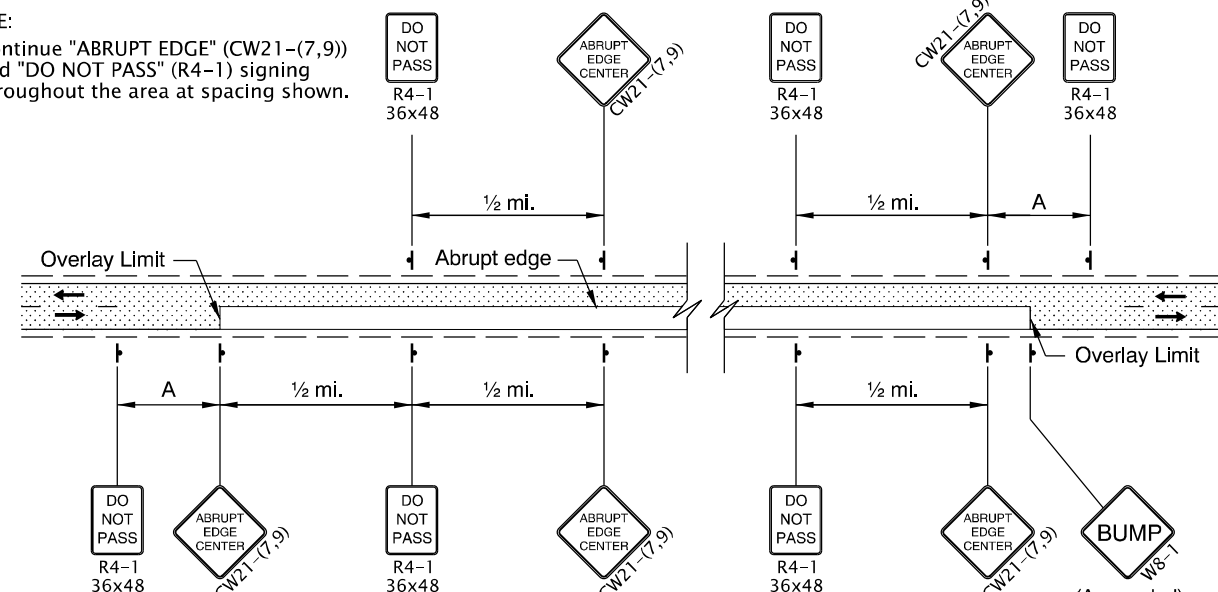 DO
NOT
PASS
R4-1
36x48
ABRUPT
EDGE
CENTER
CW21-(7,9)
DO
NOT
PASS
R4-1
36x48
ABRUPT
EDGE
CENTER
CW21-(7,9)
DO
NOT
PASS
R4-1
36x48
E:
ntinue "ABRUPT EDGE" (CW21-(7,9))
d "DO NOT PASS" (R4-1) signing
roughout the area at spacing shown.
½ mi.
½ mi.
A
Overlay Limit
Abrupt edge
Overlay Limit
A
½ mi.
½ mi.
½ mi.
DO
NOT
PASS
R4-1
36x48
ABRUPT
EDGE
CENTER
CW21-(7,9)
DO
NOT
PASS
R4-1
36x48
ABRUPT
EDGE
CENTER
CW21-(7,9)
DO
NOT
PASS
R4-1
36x48
ABRUPT
EDGE
CENTER
CW21-(7,9)
BUMP
W8-1